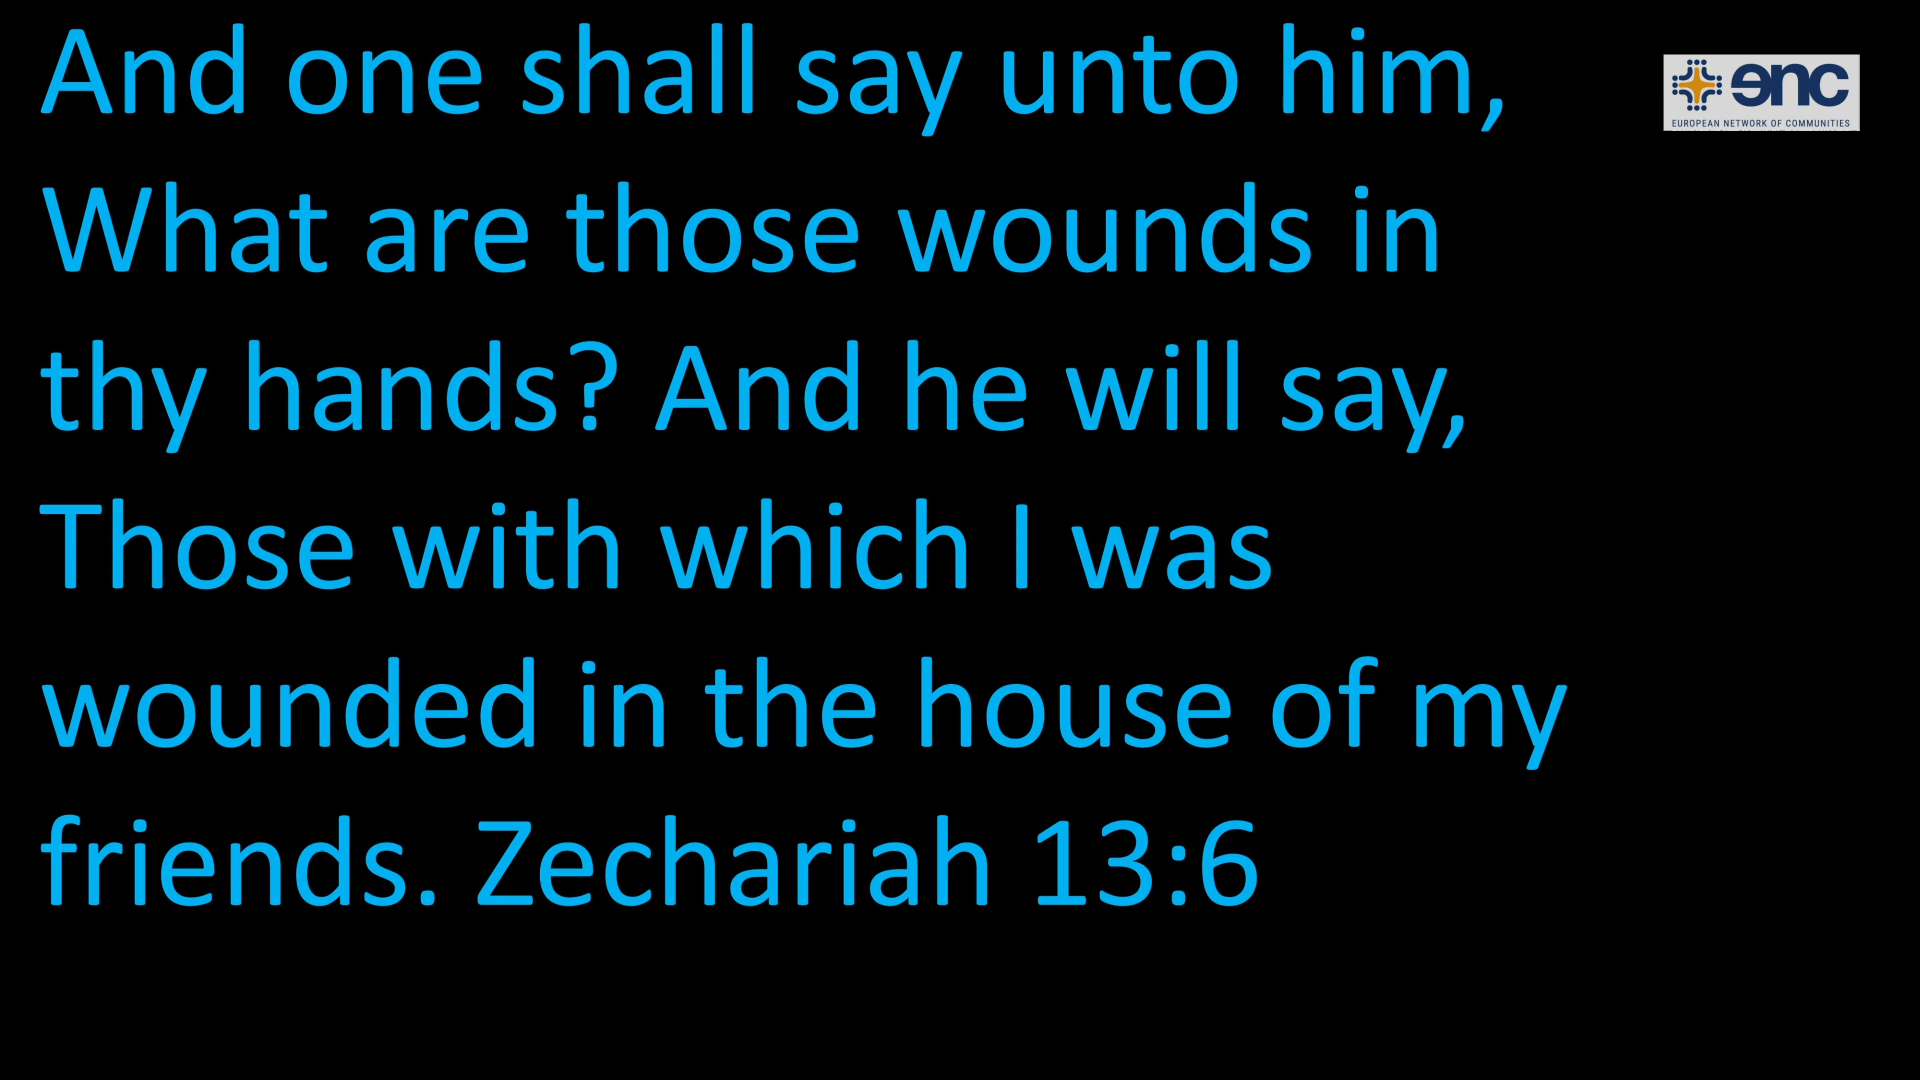 And one shall say unto him,
What are those wounds in
thy hands? And he will say,
Those with which I was
wounded in the house of my
friends. Zechariah 13:6
enc
EUROPEAN NETWORK OF COMMUNITIES